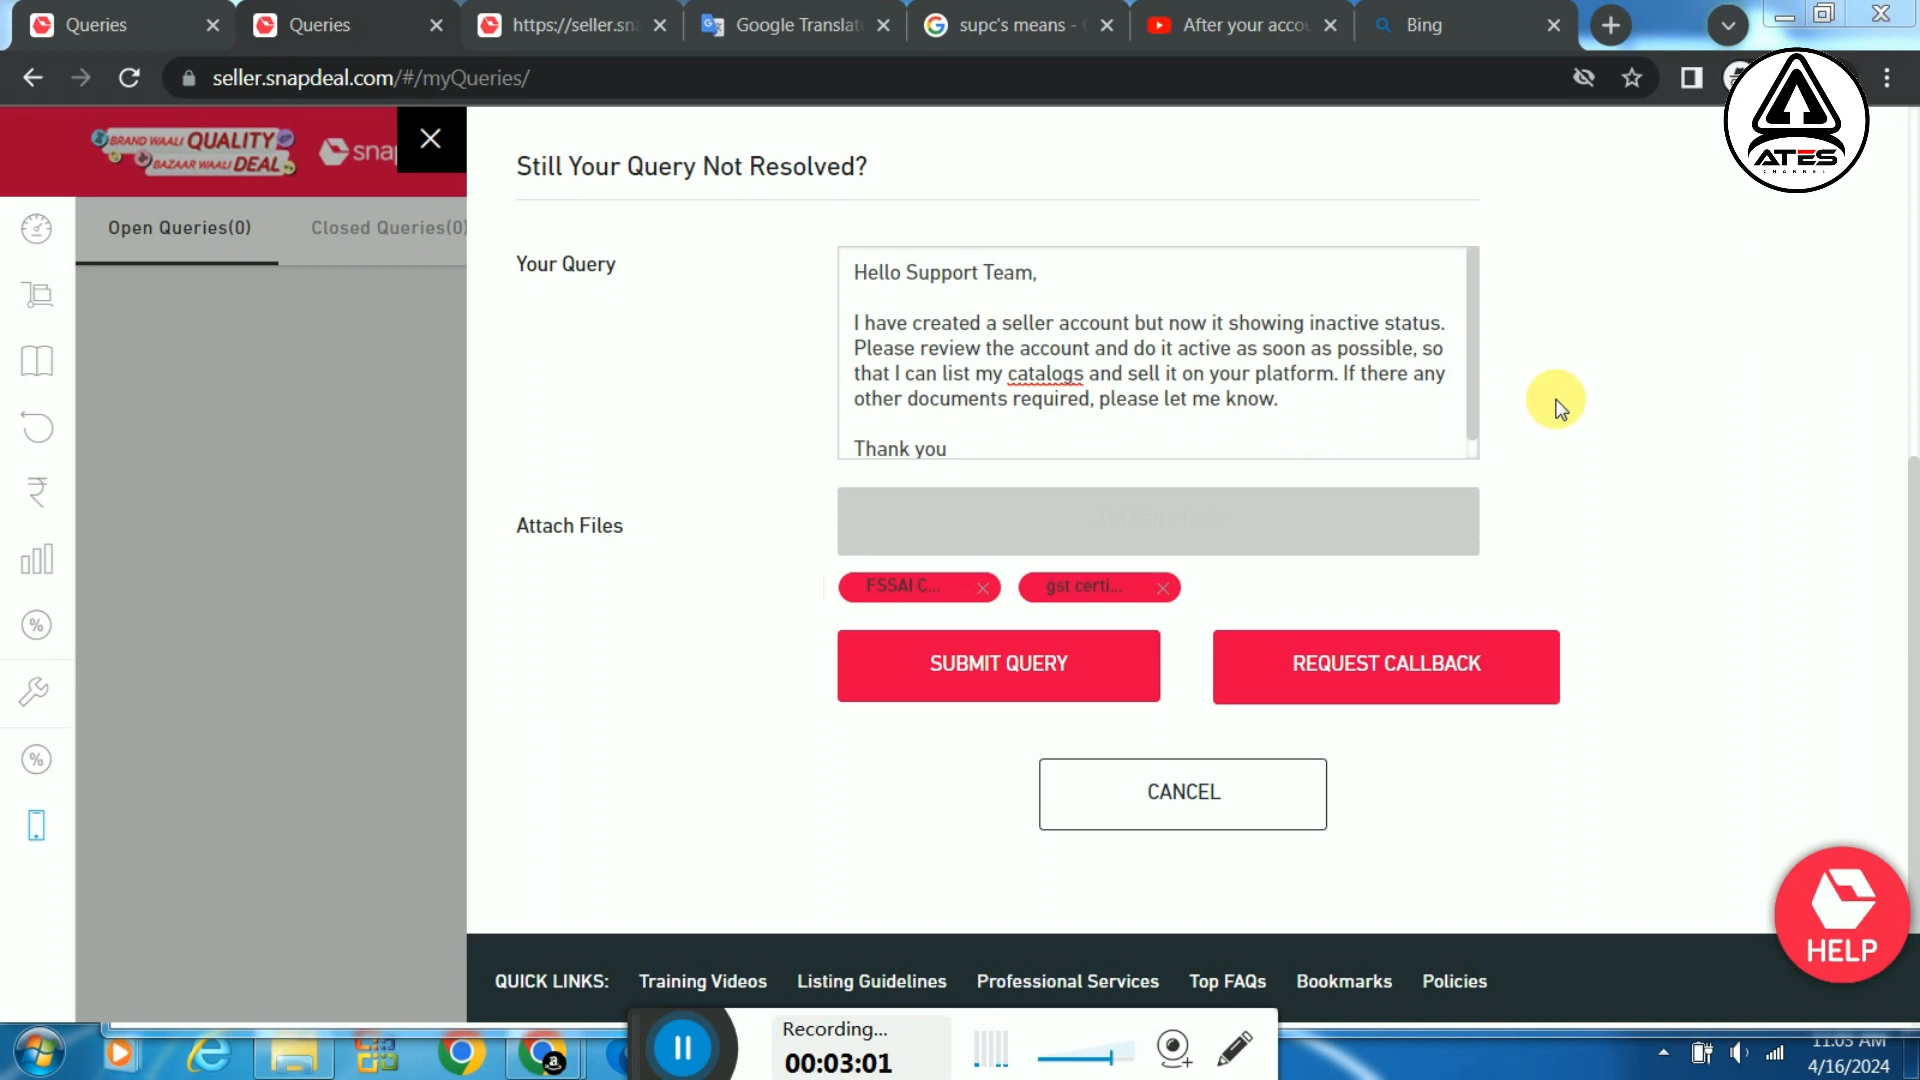 Queries
Queries
https://seller.sna
Google Translat
supc's means -
After your accou
Bing
seller.snapdeal.com/#/myQueries/
BRAND WAALI QUALITY
BAZAAR WAALI DEAL
snap
ATES
CHANNEL
Still Your Query Not Resolved?
Open Queries(0)
Closed Queries(0)
Your Query
Hello Support Team,
I have created a seller account but now it showing inactive status.
Please review the account and do it active as soon as possible, so
that I can list my catalogs and sell it on your platform. If there any
other documents required, please let me know.
Thank you
Attach Files
FSSAI C...
gst certi...
SUBMIT QUERY
REQUEST CALLBACK
CANCEL
HELP
QUICK LINKS:
Training Videos
Listing Guidelines
Professional Services
Top FAQs
Bookmarks
Policies
Recording...
00:03:01
11:05 AM
4/16/2024